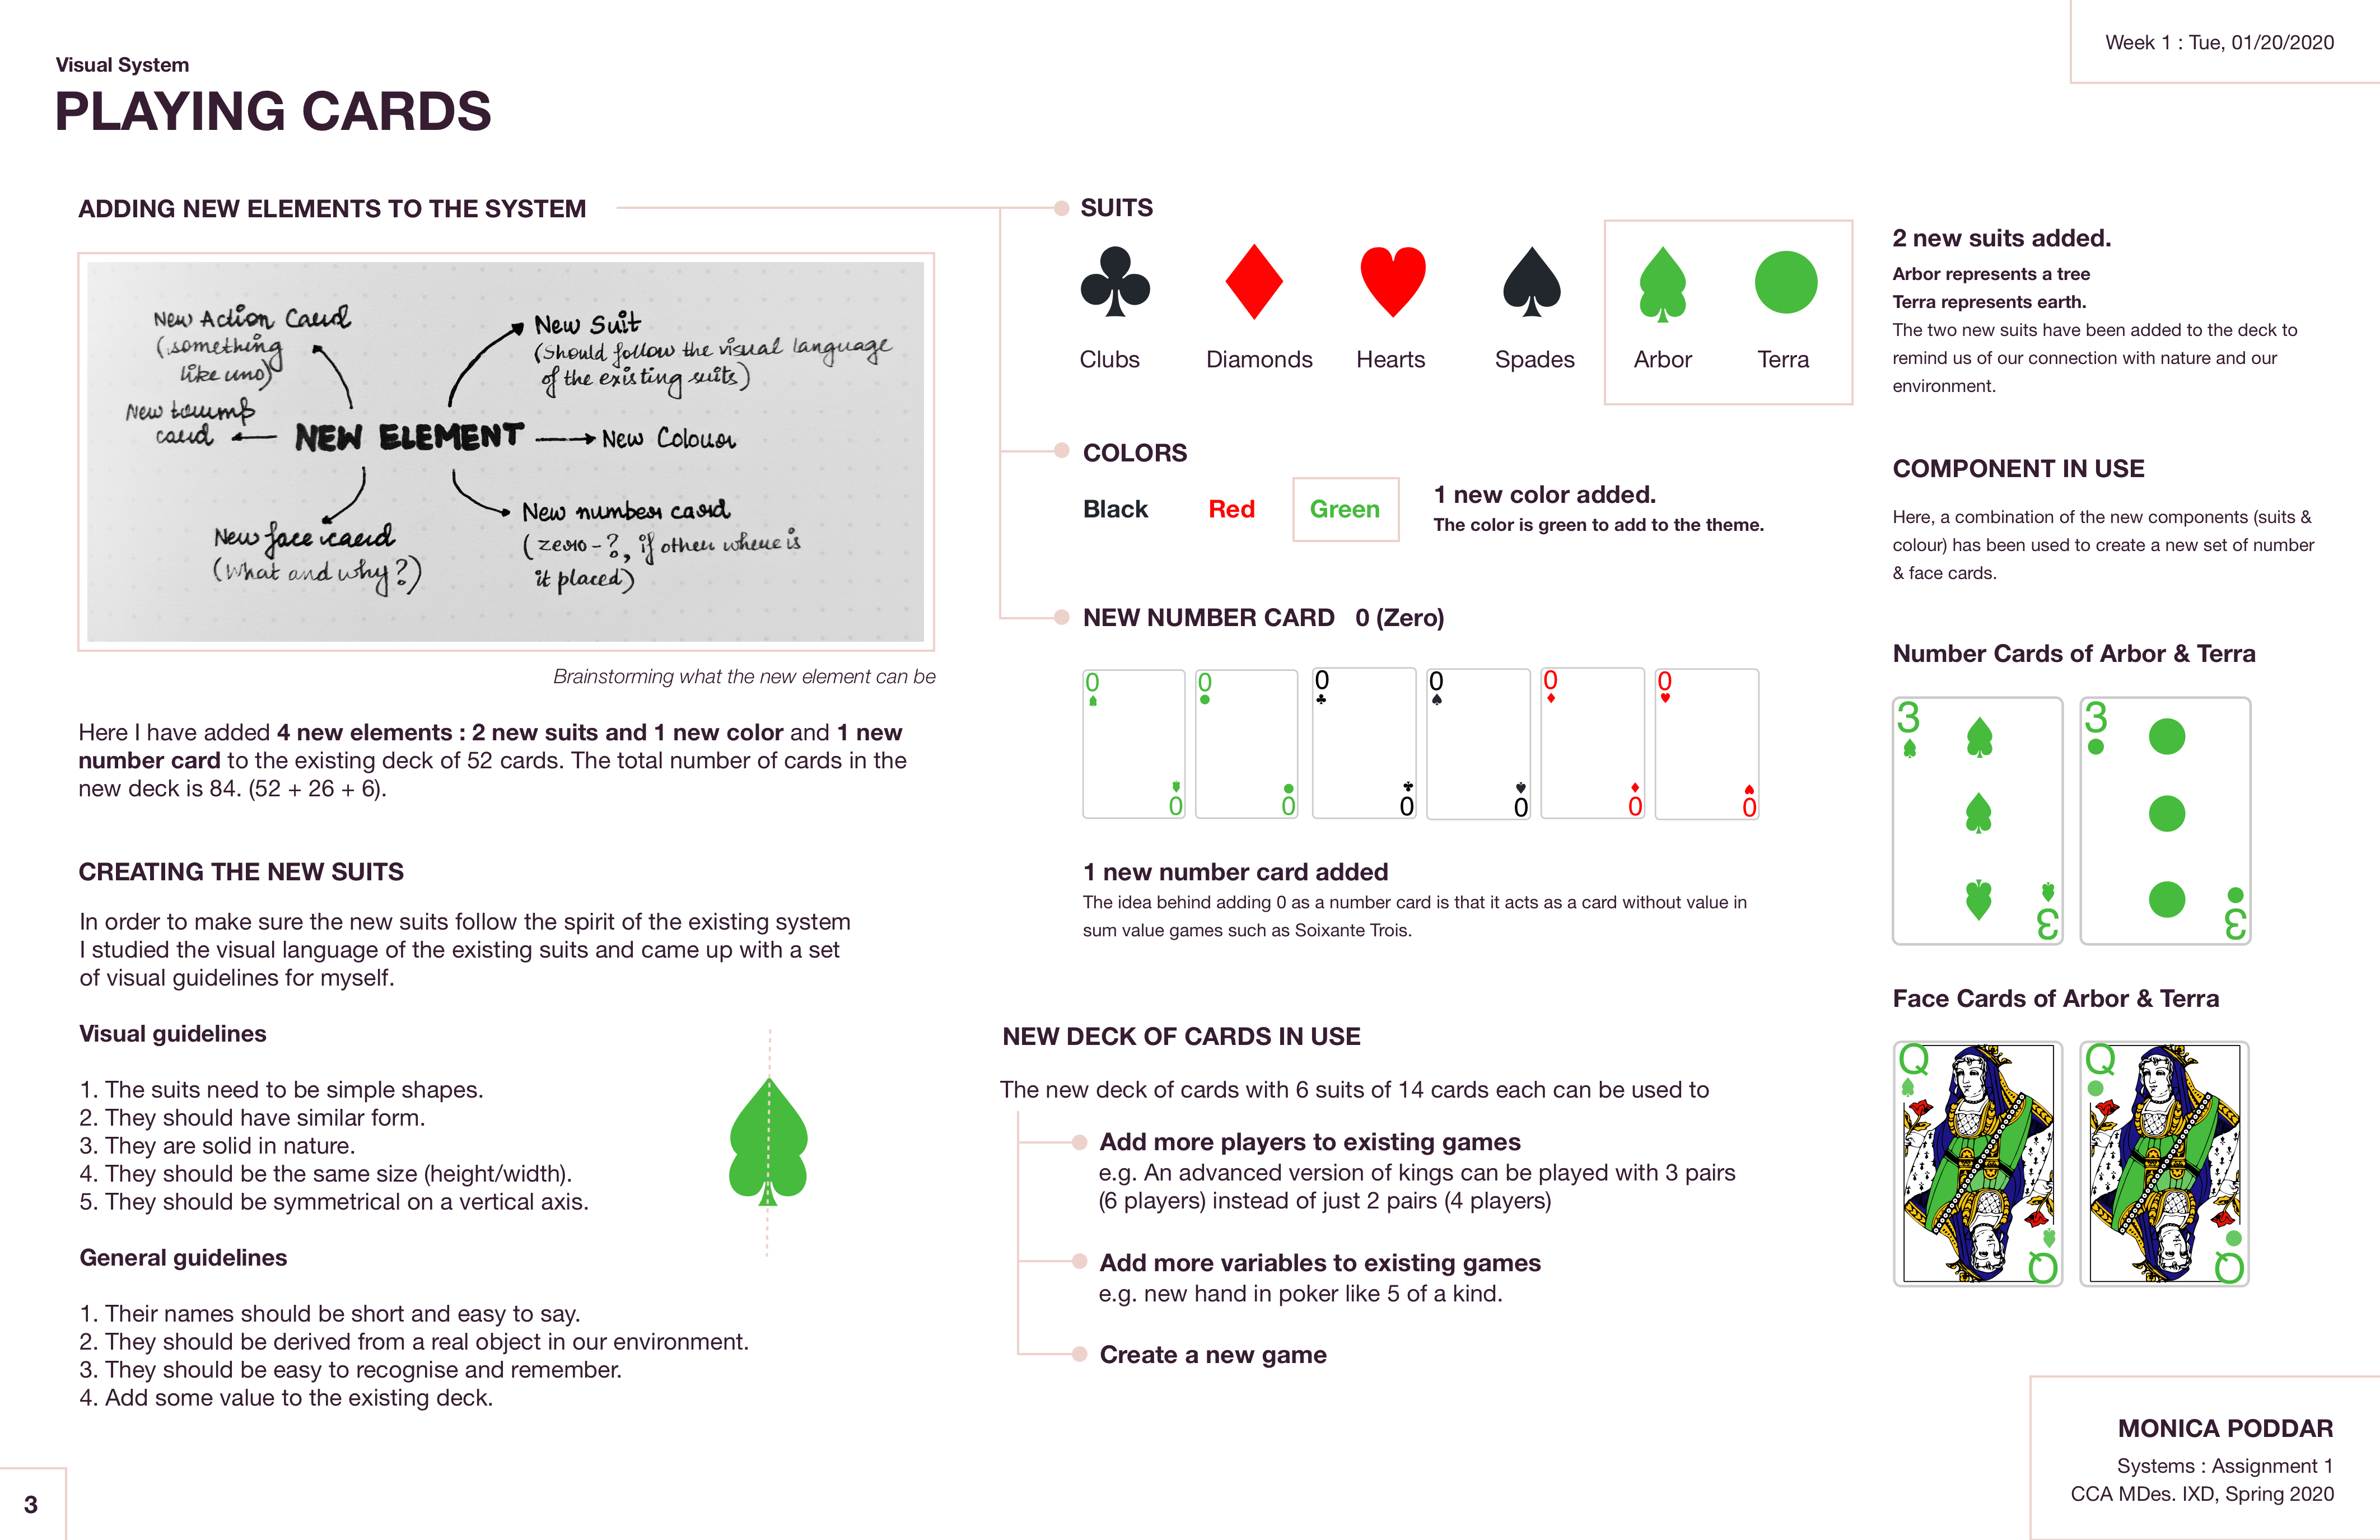 Week 1 : Tue, 01/20/2020
Visual System
PLAYING CARDS
ADDING NEW ELEMENTS TO THE SYSTEM
New Action Card
(something
like uno)
New trump
card
New Suit
(should follow the visual language
of the existing suits)
NEW ELEMENT
New Colour
New face card
(what and why?)
New number card
(zero-?, if other where is
it placed)
Brainstorming what the new element can be
Here I have added 4 new elements : 2 new suits and 1 new color and 1 new
number card to the existing deck of 52 cards. The total number of cards in the
new deck is 84. (52 + 26 + 6).
CREATING THE NEW SUITS
In order to make sure the new suits follow the spirit of the existing system
I studied the visual language of the existing suits and came up with a set
of visual guidelines for myself.
Visual guidelines
1. The suits need to be simple shapes.
2. They should have similar form.
3. They are solid in nature.
4. They should be the same size (height/width).
5. They should be symmetrical on a vertical axis.
General guidelines
1. Their names should be short and easy to say.
2. They should be derived from a real object in our environment.
3. They should be easy to recognise and remember.
4. Add some value to the existing deck.
SUITS
Clubs Diamonds Hearts Spades Arbor Terra
2 new suits added.
Arbor represents a tree
Terra represents earth.
The two new suits have been added to the deck to
remind us of our connection with nature and our
environment.
COLORS
Black Red Green
1 new color added.
The color is green to add to the theme.
NEW NUMBER CARD 0 (Zero)
0 0 0 0 0 0
0 0 0 0 0 0
1 new number card added
The idea behind adding 0 as a number card is that it acts as a card without value in
sum value games such as Soixante Trois.
NEW DECK OF CARDS IN USE
The new deck of cards with 6 suits of 14 cards each can be used to
Add more players to existing games
e.g. An advanced version of kings can be played with 3 pairs
(6 players) instead of just 2 pairs (4 players)
Add more variables to existing games
e.g. new hand in poker like 5 of a kind.
Create a new game
COMPONENT IN USE
Here, a combination of the new components (suits &
colour) has been used to create a new set of number
& face cards.
Number Cards of Arbor & Terra
3 3
3 3
Face Cards of Arbor & Terra
Q Q
Q Q
MONICA PODDAR
Systems : Assignment 1
CCA MDes. IXD, Spring 2020
3